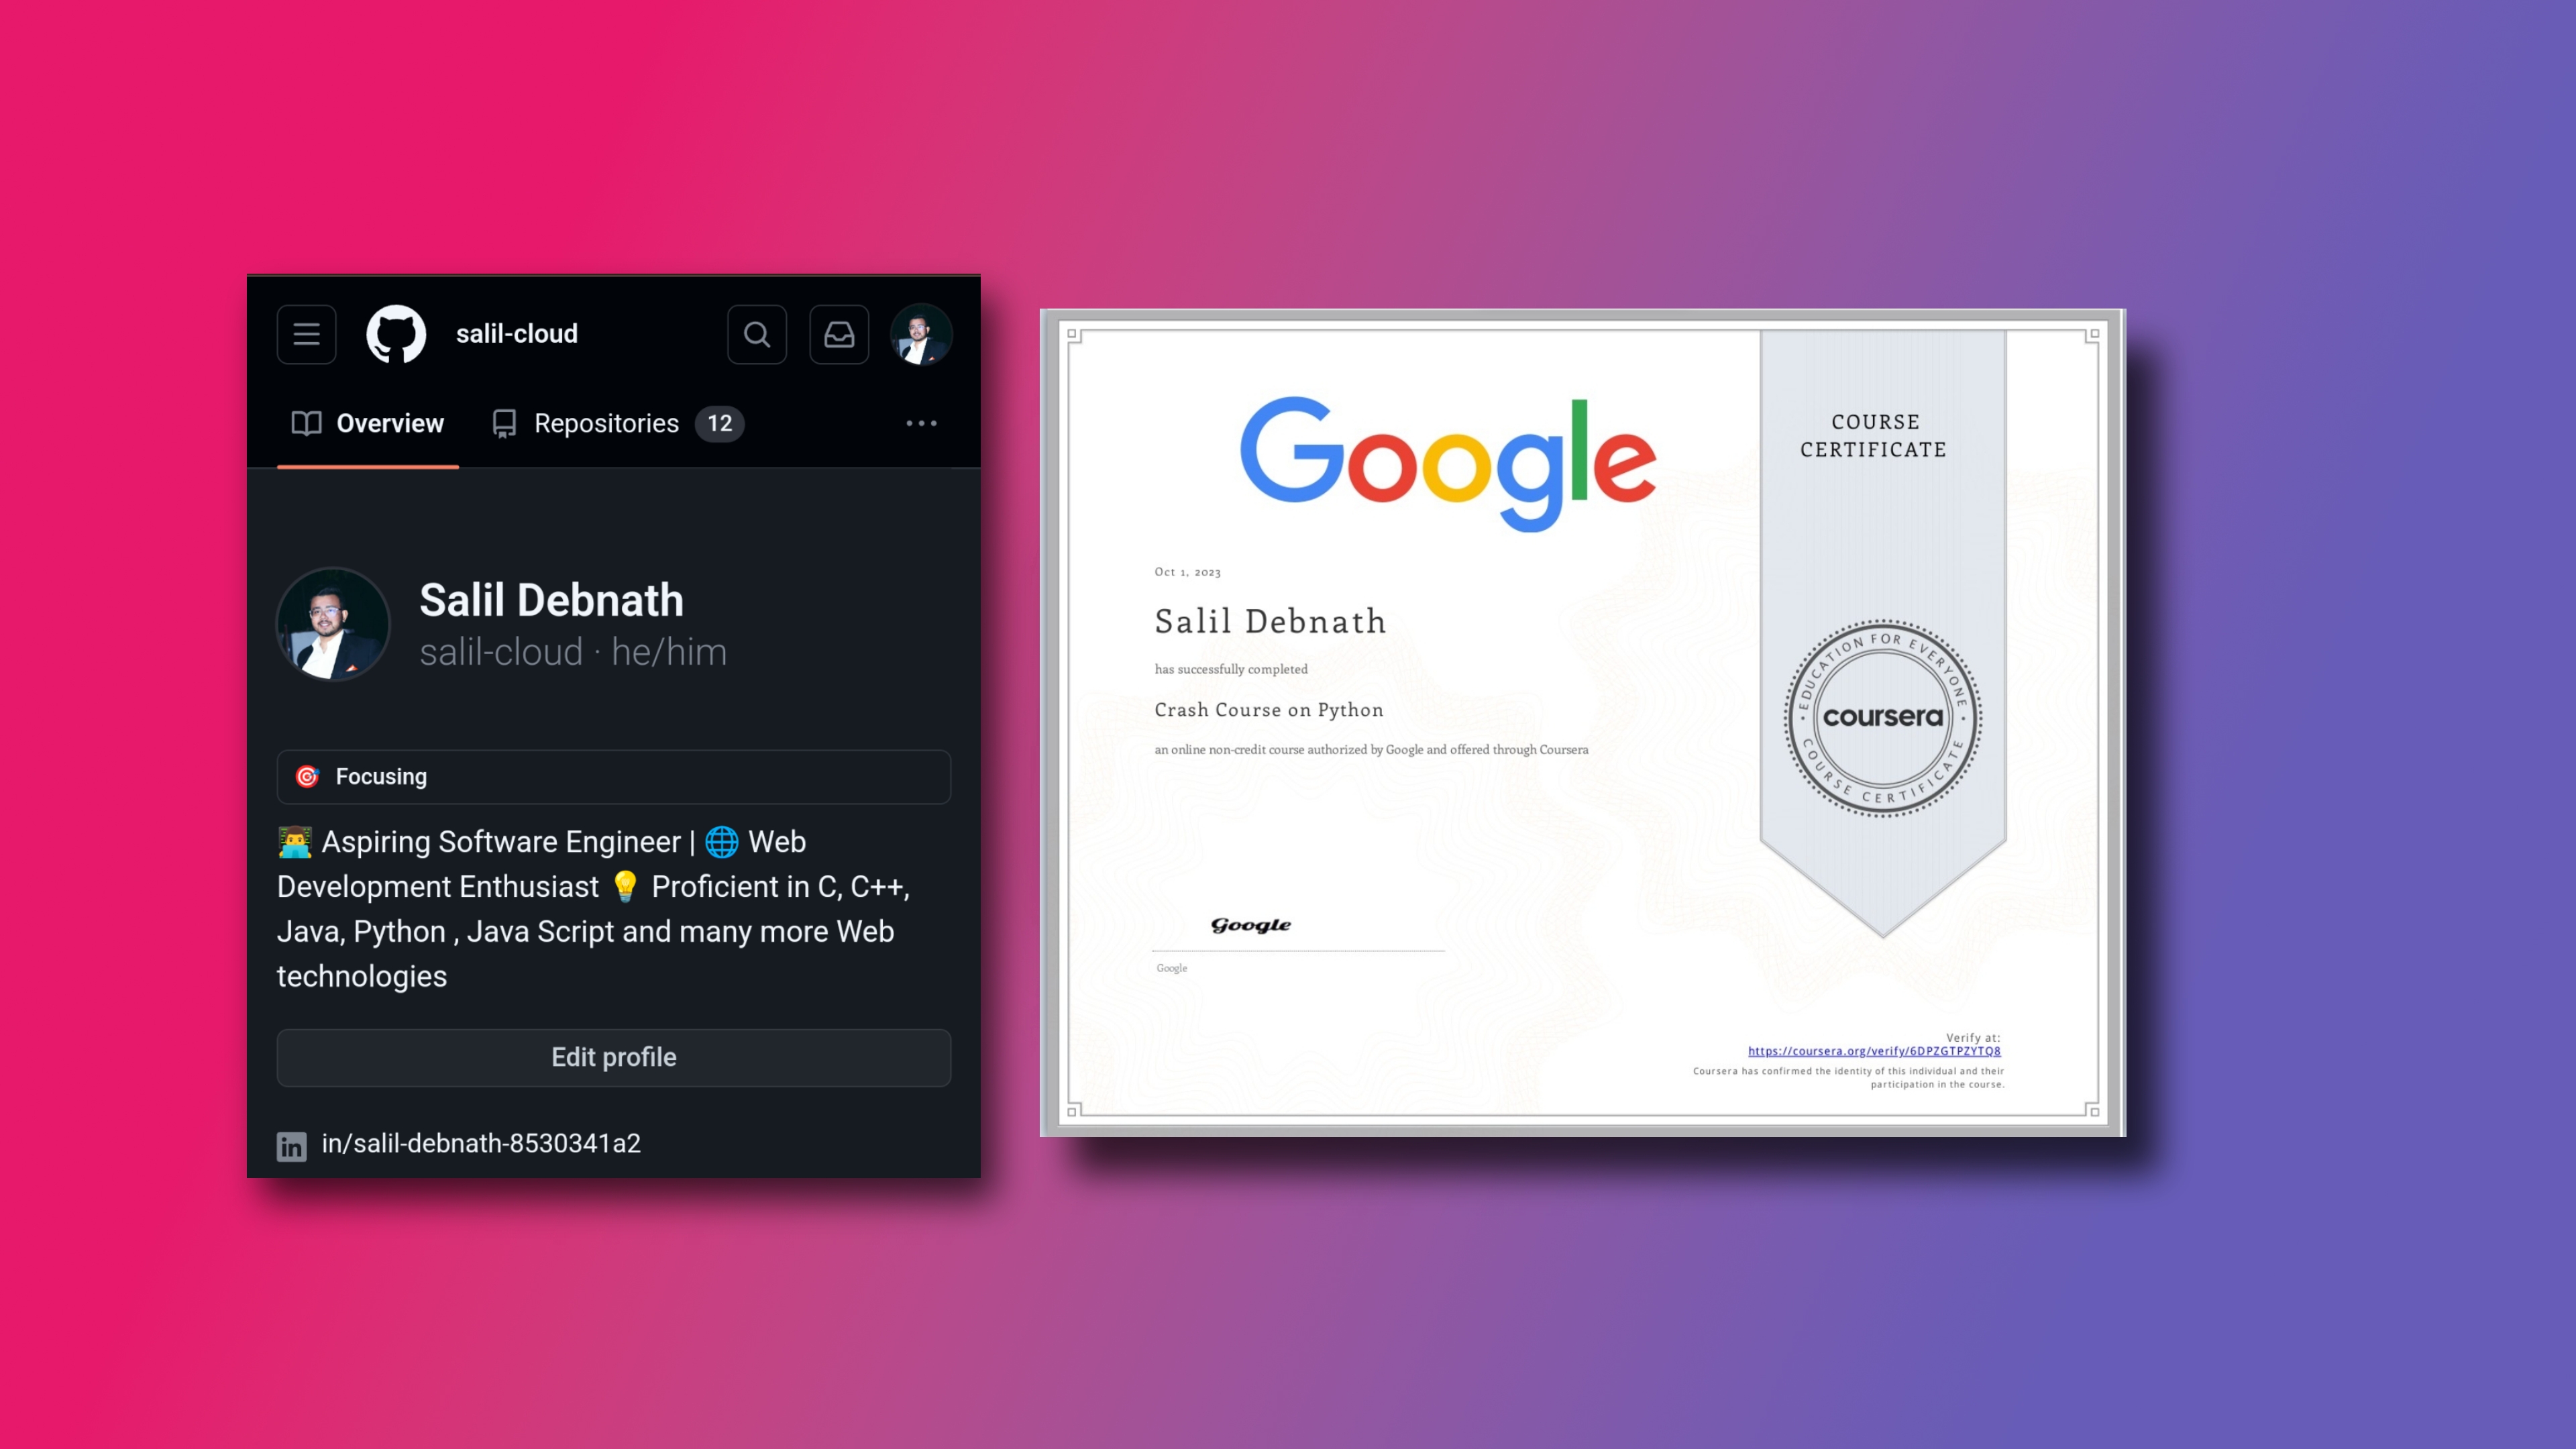 salil-cloud
Overview
Repositories 12
Salil Debnath
salil-cloud · he/him
🎯 Focusing
👨‍💻 Aspiring Software Engineer | 🌐 Web
Development Enthusiast 💡 Proficient in C, C++,
Java, Python , Java Script and many more Web
technologies
Edit profile
in in/salil-debnath-8530341a2
Google
Oct 1, 2023
Salil Debnath
has successfully completed
Crash Course on Python
an online non-credit course authorized by Google and offered through Coursera
Google
Google
COURSE
CERTIFICATE
EDUCATION FOR EVERYONE
coursera
COURSE CERTIFICATE
Verify at:
https://coursera.org/verify/6DPZGTPZYTQ8
Coursera has confirmed the identity of this individual and their
participation in the course.